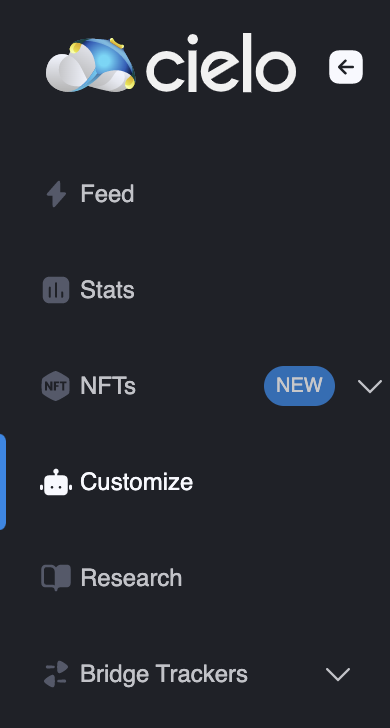 cielo
Feed
Stats
NFT NFTs NEW
Customize
Research
Bridge Trackers